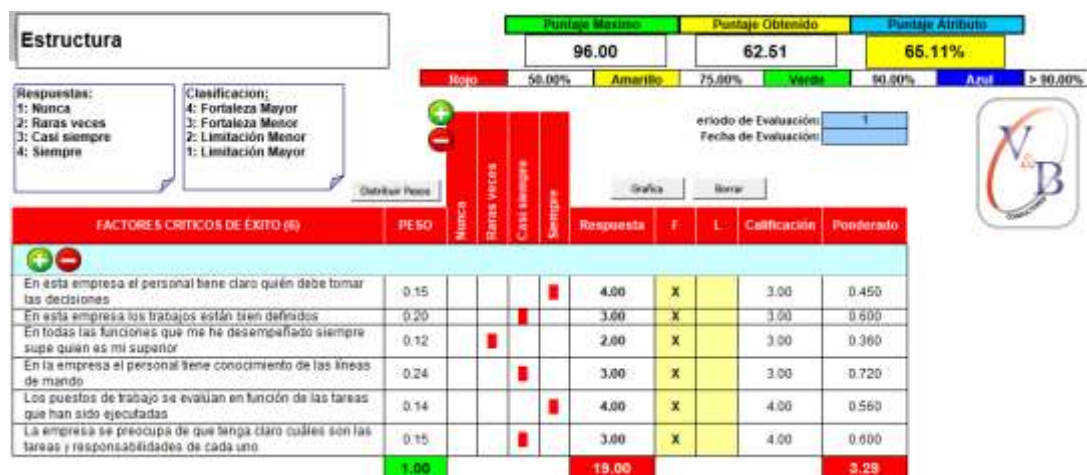 Estructura
Puntaje Maximo Puntaje Obtenido Puntaje Atributo
96.00 62.51 65.11%
Rojo 50.00% Amarillo 75.00% Verde 90.00% Azul > 90.00%
Respuestas:
1: Nunca
2: Raras veces
3: Casi siempre
4: Siempre
Clasificacion:
4: Fortaleza Mayor
3: Fortaleza Menor
2: Limitación Menor
1: Limitación Mayor
eriodo de Evaluación: 1
Fecha de Evaluación:
V&B
CONSULTORES
Distribuir Pesos
Grafica
Borrar
FACTORES CRITICOS DE ÉXITO (6) PESO Nunca Raras veces Casi siempre Siempre Respuesta F L Calificación Ponderado
En esta empresa el personal tiene claro quién debe tomar
las decisiones 0.15 4.00 X 3.00 0.450
En esta empresa los trabajos están bien definidos 0.20 3.00 X 3.00 0.600
En todas las funciones que me he desempeñado siempre
supe quien es mi superior 0.12 2.00 X 3.00 0.360
En la empresa el personal tiene conocimiento de las líneas
de mando 0.24 3.00 X 3.00 0.720
Los puestos de trabajo se evalúan en función de las tareas
que han sido ejecutadas 0.14 4.00 X 4.00 0.560
La empresa se preocupa de que tenga claro cuáles son las
tareas y responsabilidades de cada uno 0.15 3.00 X 4.00 0.600
1.00 19.00 3.29